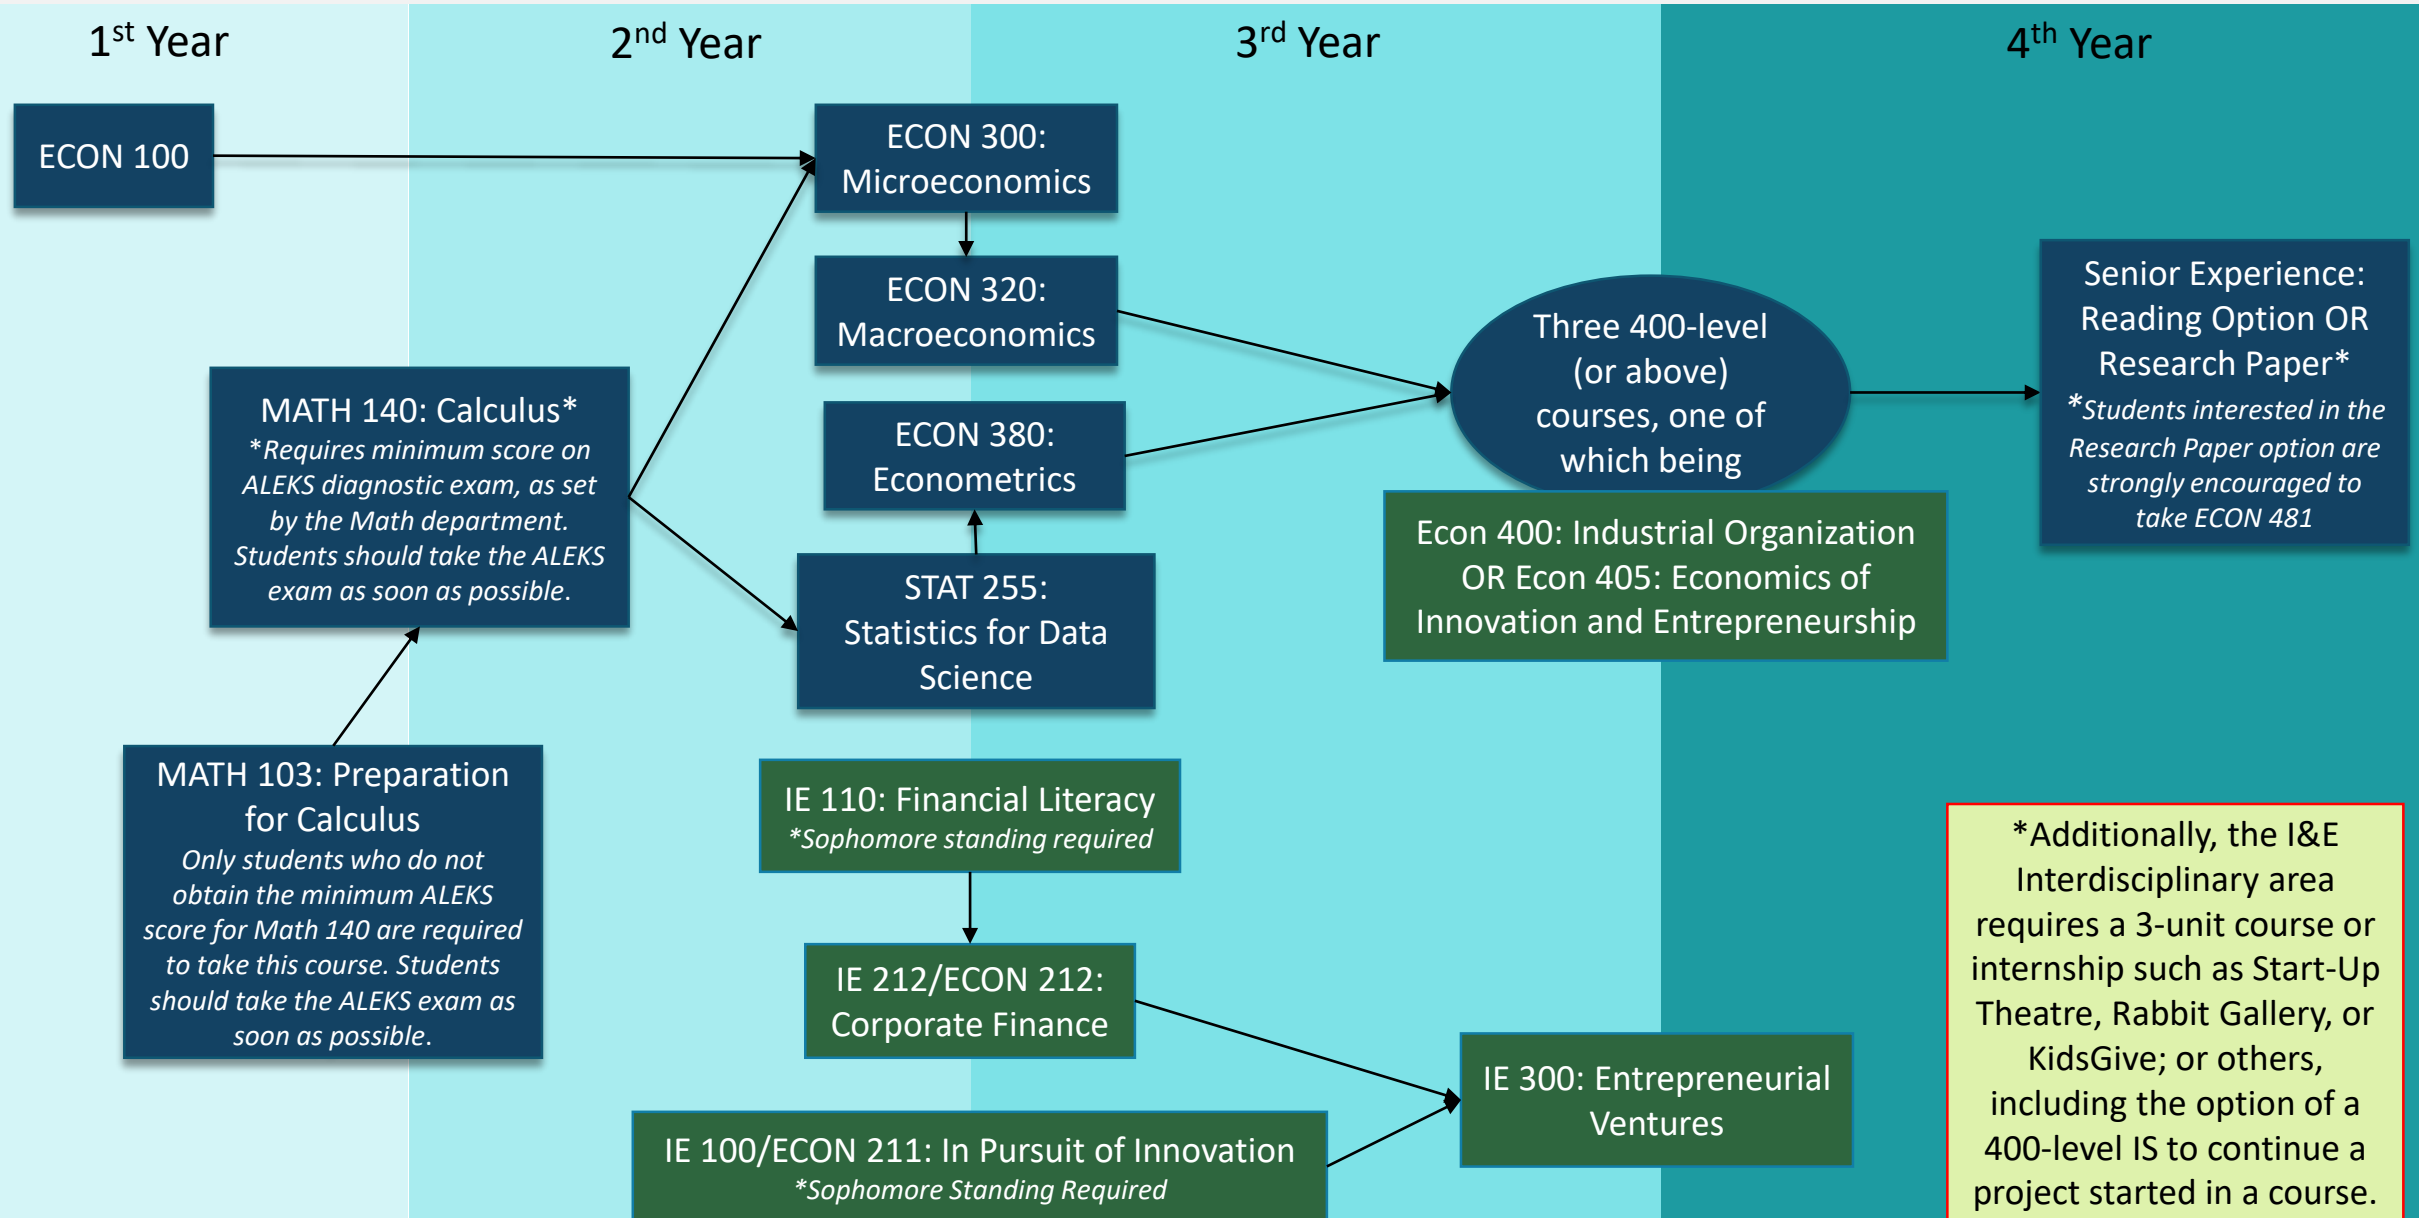 1st Year
2nd Year
3rd Year
4th Year
ECON 100
ECON 300:
Microeconomics
ECON 320:
Macroeconomics
MATH 140: Calculus*
*Requires minimum score on
ALEKS diagnostic exam, as set
by the Math department.
Students should take the ALEKS
exam as soon as possible.
ECON 380:
Econometrics
STAT 255:
Statistics for Data
Science
MATH 103: Preparation
for Calculus
Only students who do not
obtain the minimum ALEKS
score for Math 140 are required
to take this course. Students
should take the ALEKS exam as
soon as possible.
Three 400-level
(or above)
courses, one of
which being
Econ 400: Industrial Organization
OR Econ 405: Economics of
Innovation and Entrepreneurship
Senior Experience:
Reading Option OR
Research Paper*
*Students interested in the
Research Paper option are
strongly encouraged to
take ECON 481
IE 110: Financial Literacy
*Sophomore standing required
IE 212/ECON 212:
Corporate Finance
IE 100/ECON 211: In Pursuit of Innovation
*Sophomore Standing Required
IE 300: Entrepreneurial
Ventures
*Additionally, the I&E
Interdisciplinary area
requires a 3-unit course or
internship such as Start-Up
Theatre, Rabbit Gallery, or
KidsGive; or others,
including the option of a
400-level IS to continue a
project started in a course.